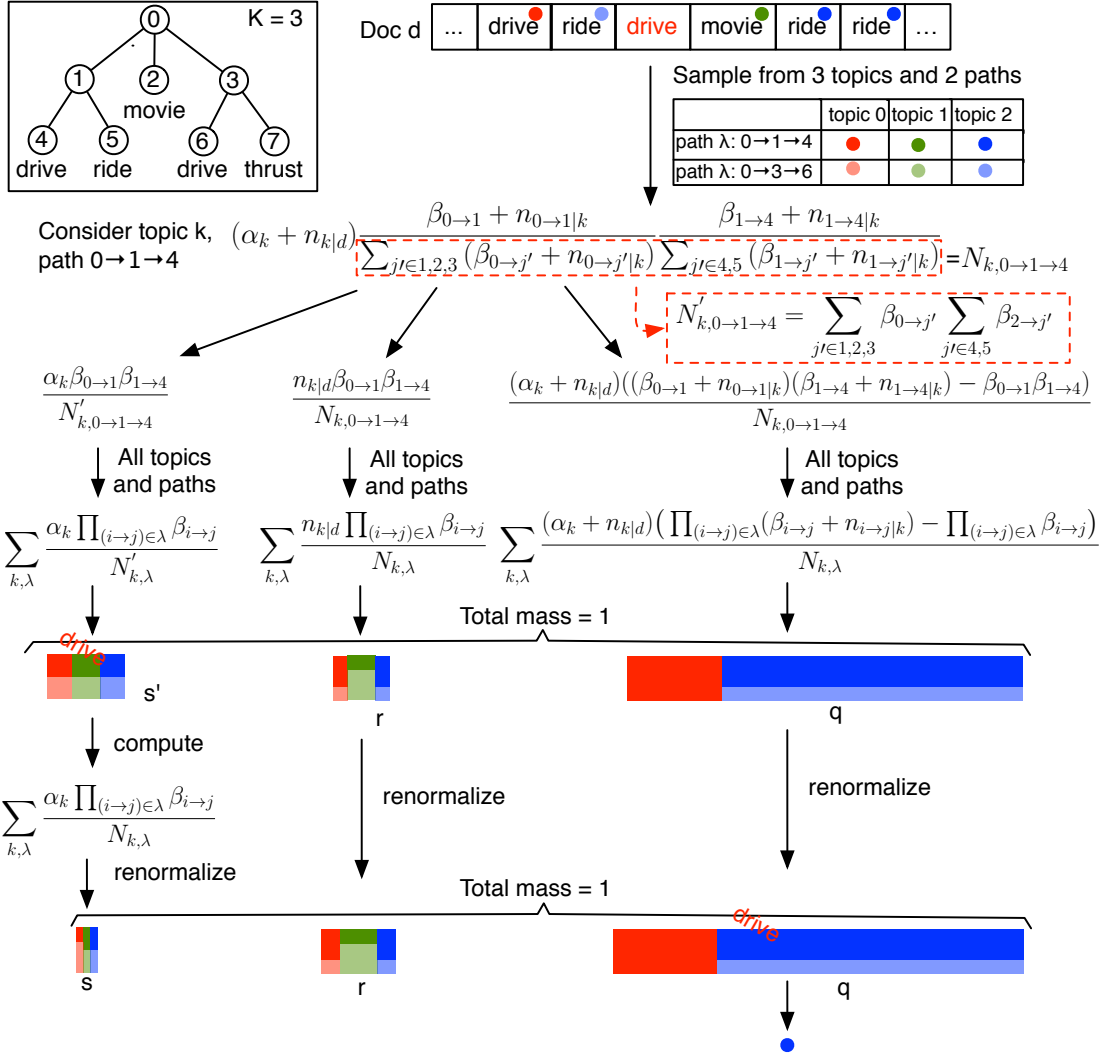 K = 3
0
1 2 3
movie
4 5 6 7
drive ride drive thrust
Doc d ... drive ride drive movie ride ride ...
Sample from 3 topics and 2 paths
topic 0 topic 1 topic 2
path λ: 0→1→4
path λ: 0→3→6
Consider topic k,
path 0→1→4
(α_k + n_{k|d}) \frac{β_{0→1} + n_{0→1|k}}{∑_{j′∈1,2,3} (β_{0→j′} + n_{0→j′|k})} \frac{β_{1→4} + n_{1→4|k}}{∑_{j′∈4,5} (β_{1→j′} + n_{1→j′|k})} = N_{k,0→1→4}
N′_{k,0→1→4} = ∑_{j′∈1,2,3} β_{0→j′} ∑_{j′∈4,5} β_{2→j′}
\frac{α_k β_{0→1} β_{1→4}}{N′_{k,0→1→4}} \frac{n_{k|d} β_{0→1} β_{1→4}}{N_{k,0→1→4}} \frac{(α_k + n_{k|d})((β_{0→1} + n_{0→1|k})(β_{1→4} + n_{1→4|k}) − β_{0→1} β_{1→4})}{N_{k,0→1→4}}
All topics All topics All topics
and paths and paths and paths
∑_{k,λ} \frac{α_k ∏_{(i→j)∈λ} β_{i→j}}{N′_{k,λ}} ∑_{k,λ} \frac{n_{k|d} ∏_{(i→j)∈λ} β_{i→j}}{N_{k,λ}} ∑_{k,λ} \frac{(α_k + n_{k|d})(∏_{(i→j)∈λ} (β_{i→j} + n_{i→j|k}) − ∏_{(i→j)∈λ} β_{i→j})}{N_{k,λ}}
Total mass = 1
drive
s' r q
compute
∑_{k,λ} \frac{α_k ∏_{(i→j)∈λ} β_{i→j}}{N_{k,λ}}
renormalize renormalize
renormalize
Total mass = 1
drive
s r q